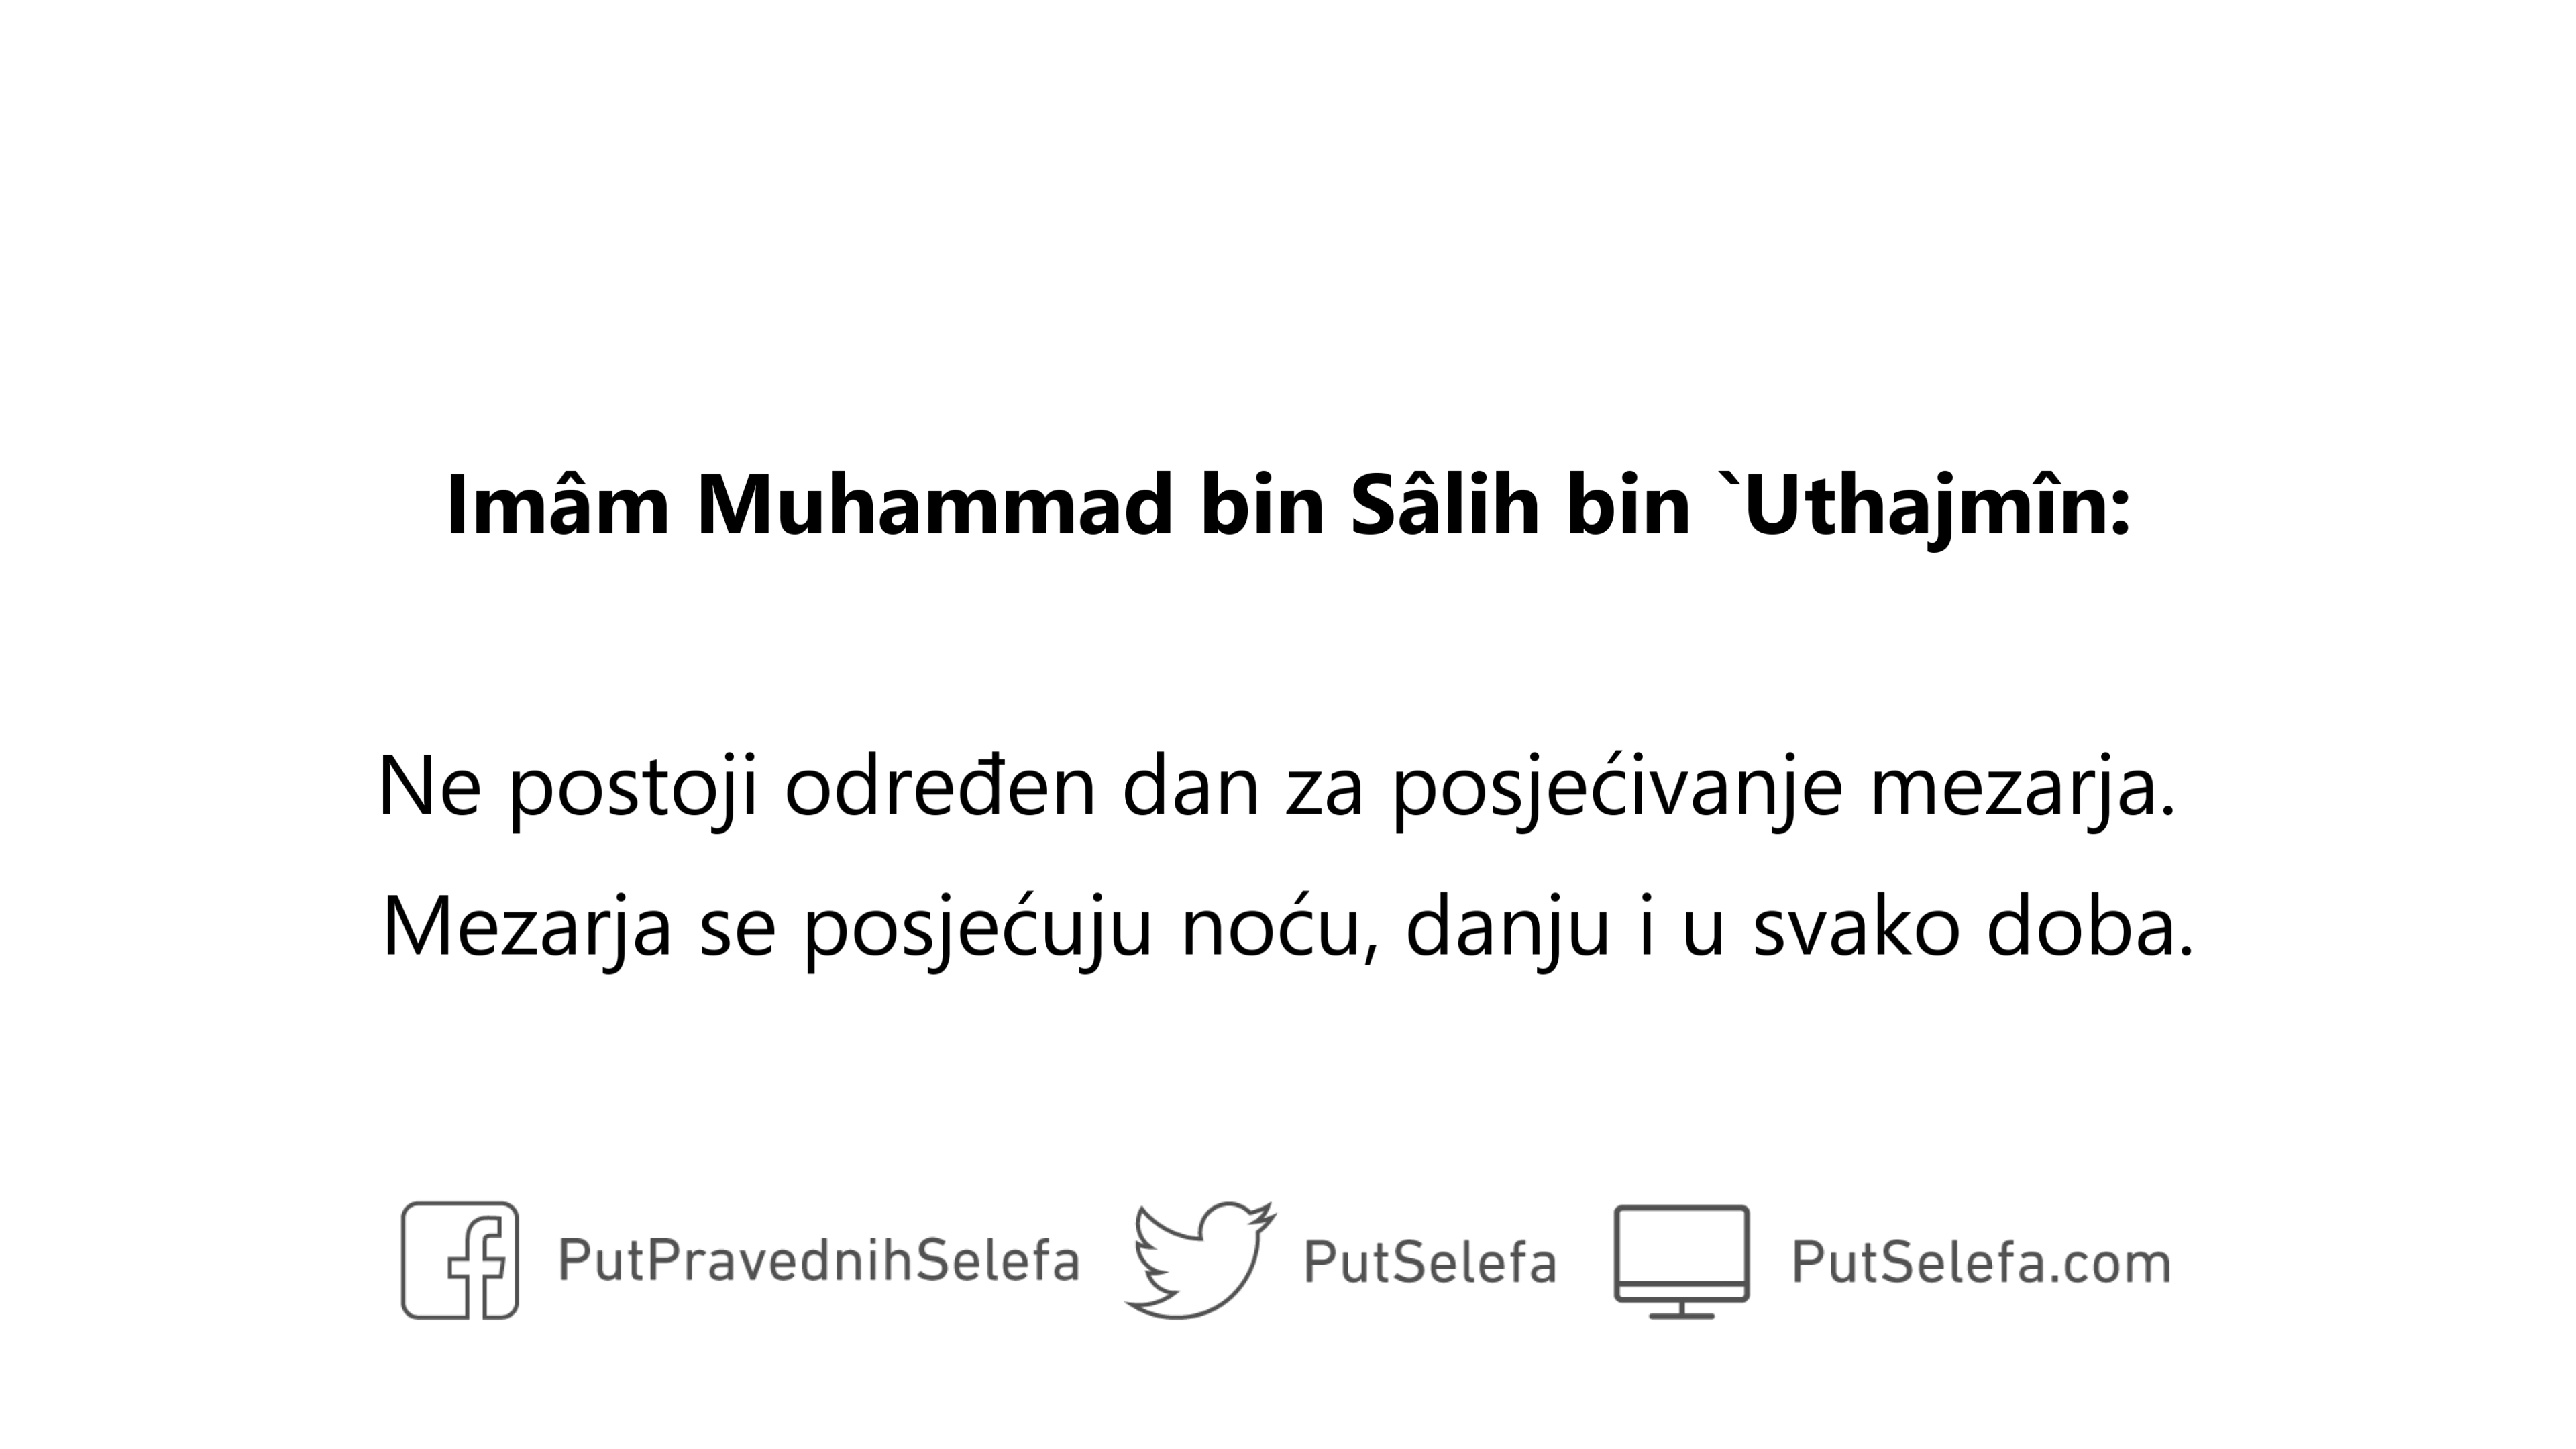 Imâm Muhammad bin Sâlih bin `Uthajmîn:
Ne postoji određen dan za posjećivanje mezarja.
Mezarja se posjećuju noću, danju i u svako doba.
PutPravednihSelefa PutSelefa PutSelefa.com